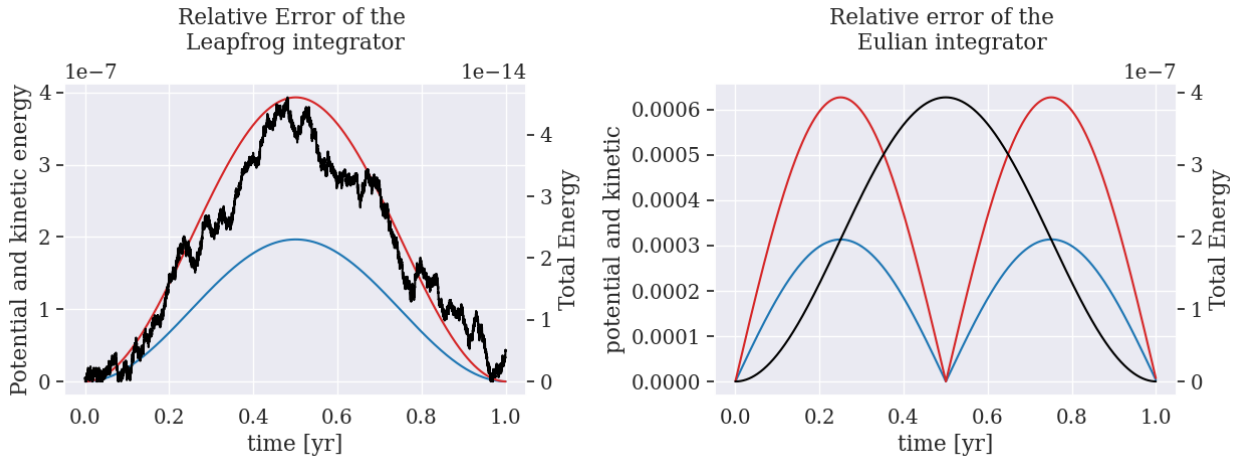 Relative Error of the
Leapfrog integrator
1e−7
1e−14
Potential and kinetic energy
4
3
2
1
0
4
3
2
1
0
Total Energy
0.0 0.2 0.4 0.6 0.8 1.0
time [yr]
Relative error of the
Eulian integrator
1e−7
potential and kinetic
0.0006
0.0005
0.0004
0.0003
0.0002
0.0001
0.0000
4
3
2
1
0
Total Energy
0.0 0.2 0.4 0.6 0.8 1.0
time [yr]